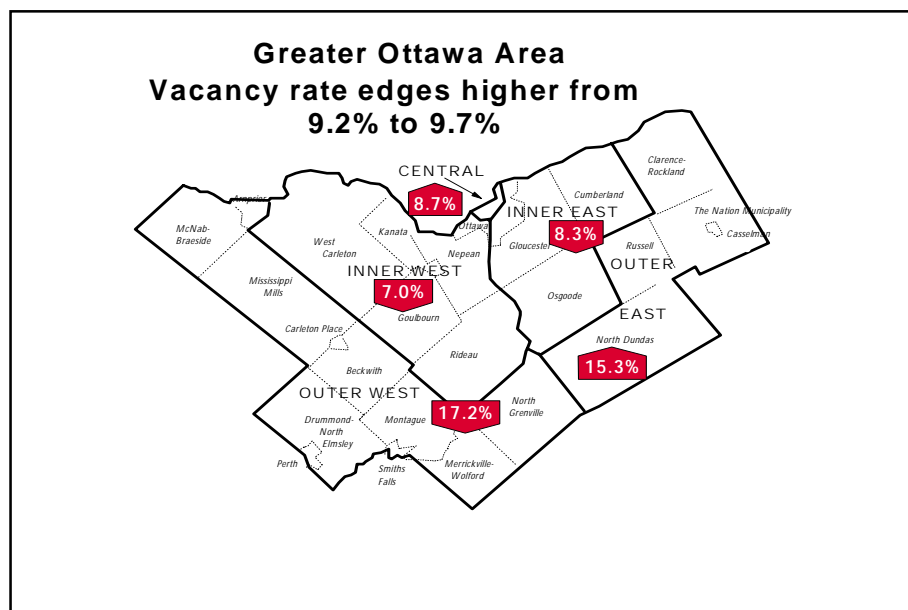 Greater Ottawa Area
Vacancy rate edges higher from
9.2% to 9.7%
CENTRAL
8.7%
Arnprior
McNab-
Braeside
West
Carleton
Kanata
Ottawa
Nepean
INNER WEST
7.0%
Goulbourn
Rideau
Cumberland
INNER EAST
8.3%
Gloucester
Osgoode
Clarence-
Rockland
The Nation Municipality
Casselman
Russell
OUTER
EAST
North Dundas
15.3%
Mississippi
Mills
Carleton Place
Beckwith
OUTER WEST
17.2%
Drummond-
North
Elmsley
Montague
North
Grenville
Perth
Smiths
Falls
Merrickville-
Wolford